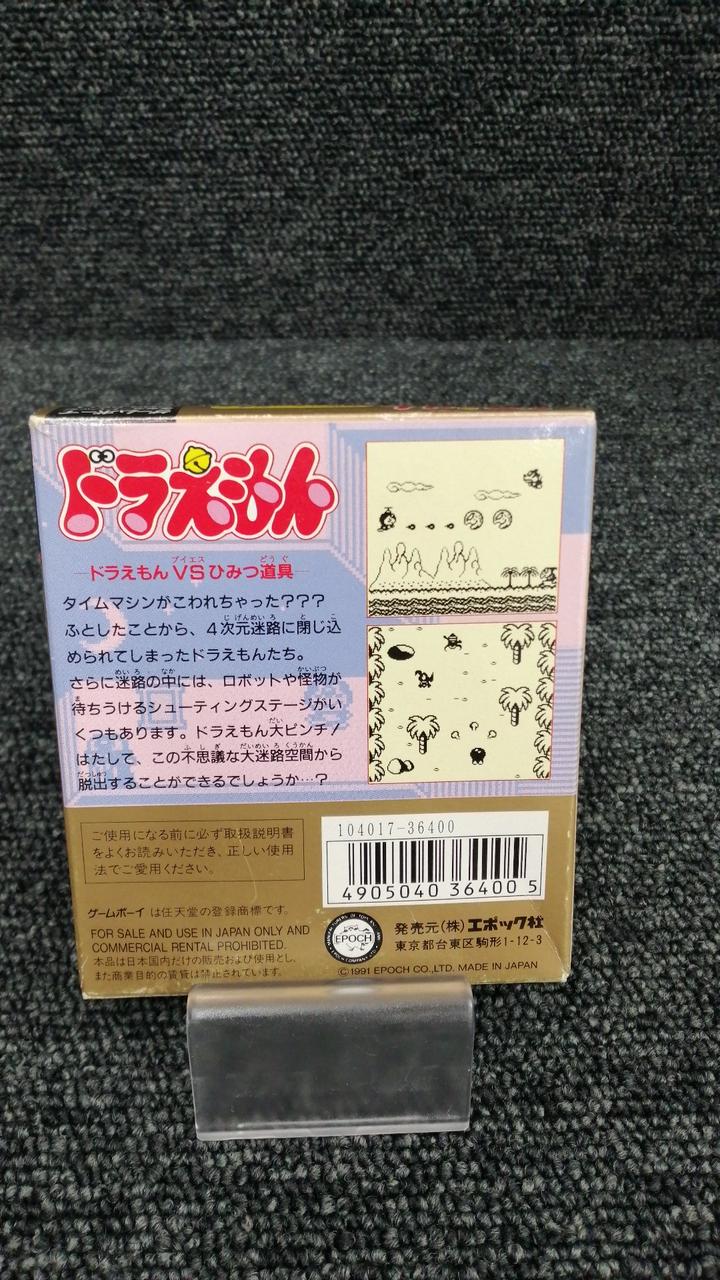 ドラえもん
ドラえもんVSひみつ道具
タイムマシンがこわれちゃった???
ふとしたことから、4次元迷路に閉じ込
められてしまったドラえもんたち。
さらに迷路の中には、ロボットや怪物が
待ちうけるシューティングステージがい
くつもあります。ドラえもん大ピンチ!
はたして、この不思議な大迷路空間から
脱出することができるでしょうか…?
ご使用になる前に必ず取扱説明書
をよくお読みいただき、正しい使用
法でご愛用ください。
104017-36400
4905040364005
ゲームボーイ は任天堂の登録商標です。
FOR SALE AND USE IN JAPAN ONLY AND
COMMERCIAL RENTAL PROHIBITED.
本品は日本国内だけの販売および使用とし、
また商業目的の賃貸は禁止されています。
EPOCH
発売元(株)エポック社
東京都台東区駒形1-12-3
©1991 EPOCH CO.,LTD. MADE IN JAPAN